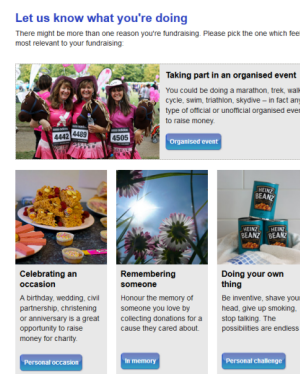 Let us know what you're doing
There might be more than one reason you're fundraising. Please pick the one which
most relevant to your fundraising:
Taking part in an organised event
You could be doing a marathon, trek,
cycle, swim, triathlon, skydive – in fact
type of official or unofficial organised
to raise money.
Organised event
4442 4489 4505
HEINZ
BEANZ
HEINZ HEINZ
BEANZ BEANZ
Celebrating an
occasion
A birthday, wedding, civil
partnership, christening
or anniversary is a great
opportunity to raise
money for charity.
Personal occasion
Remembering
someone
Honour the memory of
someone you love by
collecting donations for a
cause they cared about.
In memory
Doing your own
thing
Be inventive, shave
head, give up smoking,
stop talking. The
possibilities are endless
Personal challenge